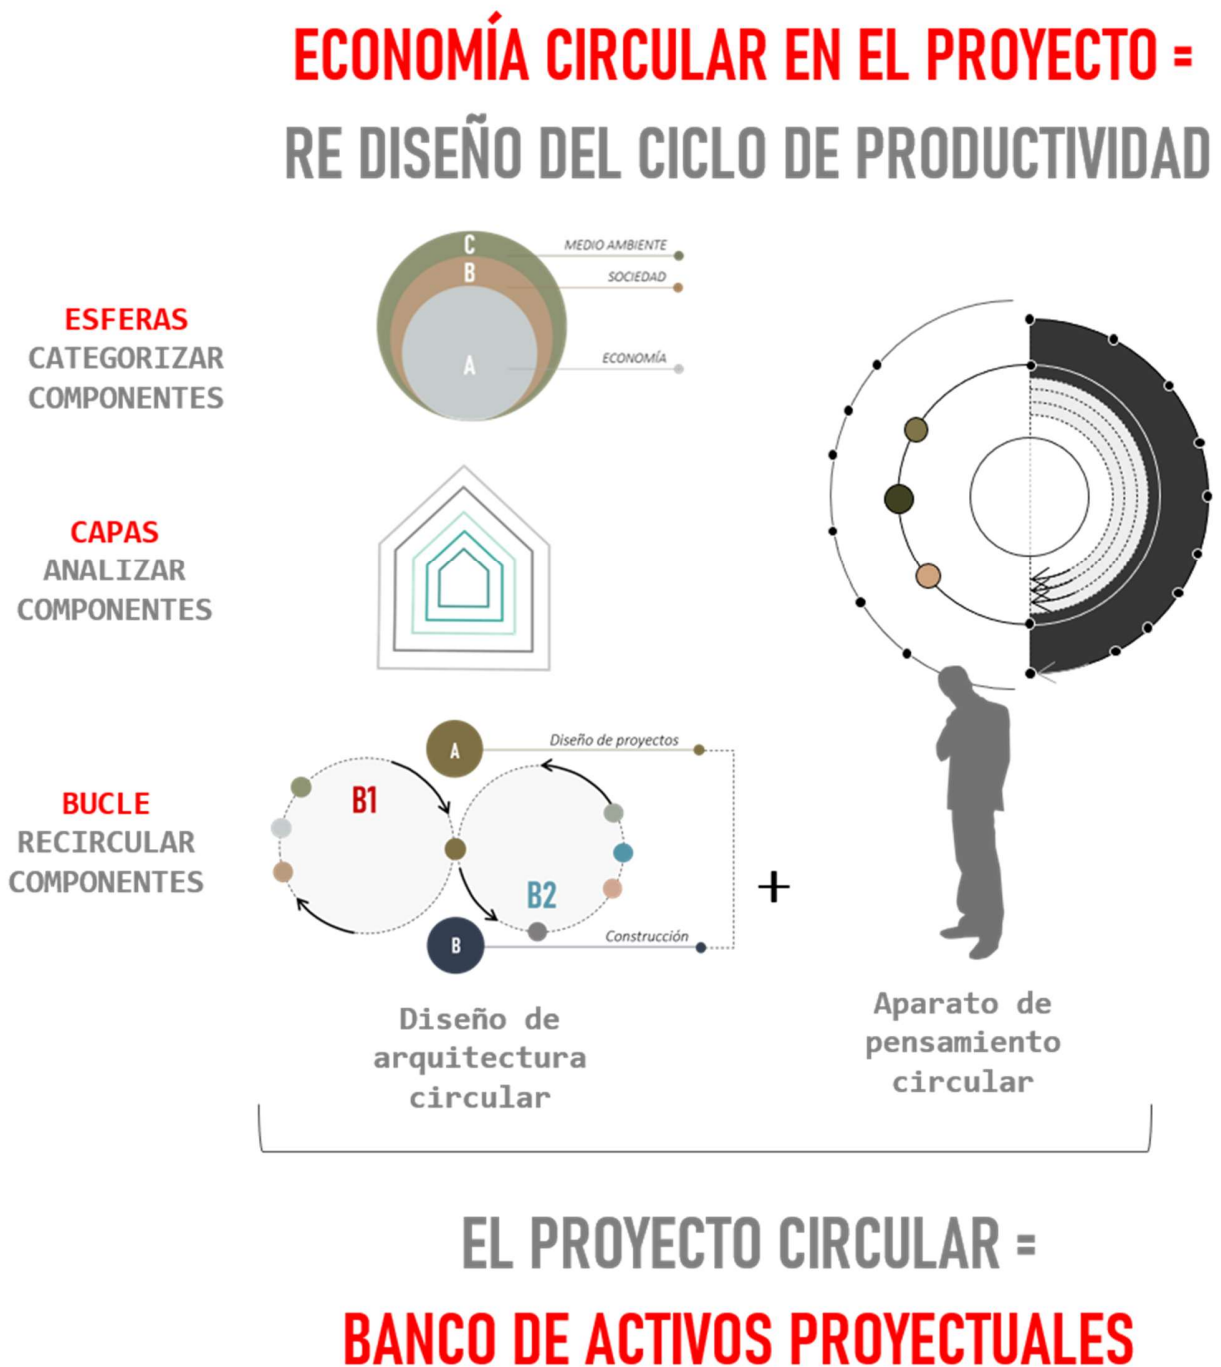 ECONOMÍA CIRCULAR EN EL PROYECTO =
RE DISEÑO DEL CICLO DE PRODUCTIVIDAD
ESFERAS
CATEGORIZAR
COMPONENTES
C
B
A
MEDIO AMBIENTE
SOCIEDAD
ECONOMÍA
CAPAS
ANALIZAR
COMPONENTES
BUCLE
RECIRCULAR
COMPONENTES
A
Diseño de proyectos
B1
B2
B
Construcción
+
Diseño de
arquitectura
circular
Aparato de
pensamiento
circular
EL PROYECTO CIRCULAR =
BANCO DE ACTIVOS PROYECTUALES